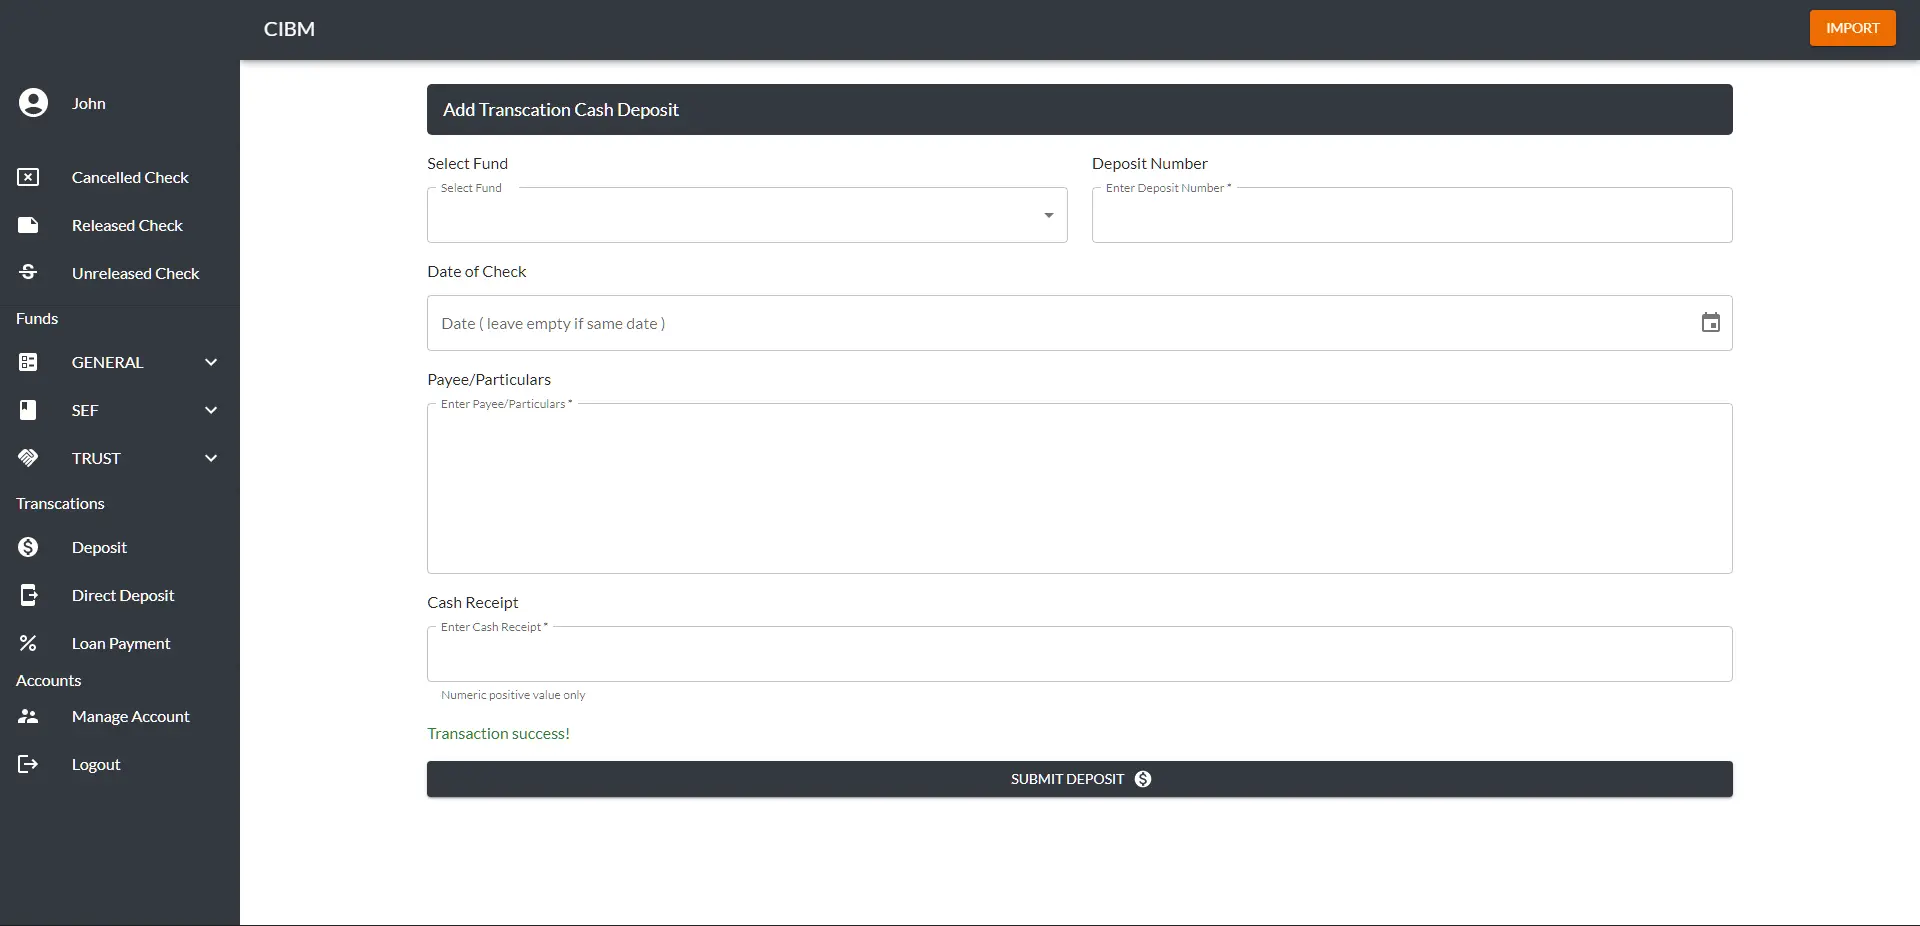 CIBM
IMPORT
John
Cancelled Check
Released Check
Unreleased Check
Funds
GENERAL
SEF
TRUST
Transcations
Deposit
Direct Deposit
Loan Payment
Accounts
Manage Account
Logout
Add Transcation Cash Deposit
Select Fund
Select Fund
Deposit Number
Enter Deposit Number *
Date of Check
Date ( leave empty if same date )
Payee/Particulars
Enter Payee/Particulars *
Cash Receipt
Enter Cash Receipt *
Numeric positive value only
Transaction success!
SUBMIT DEPOSIT